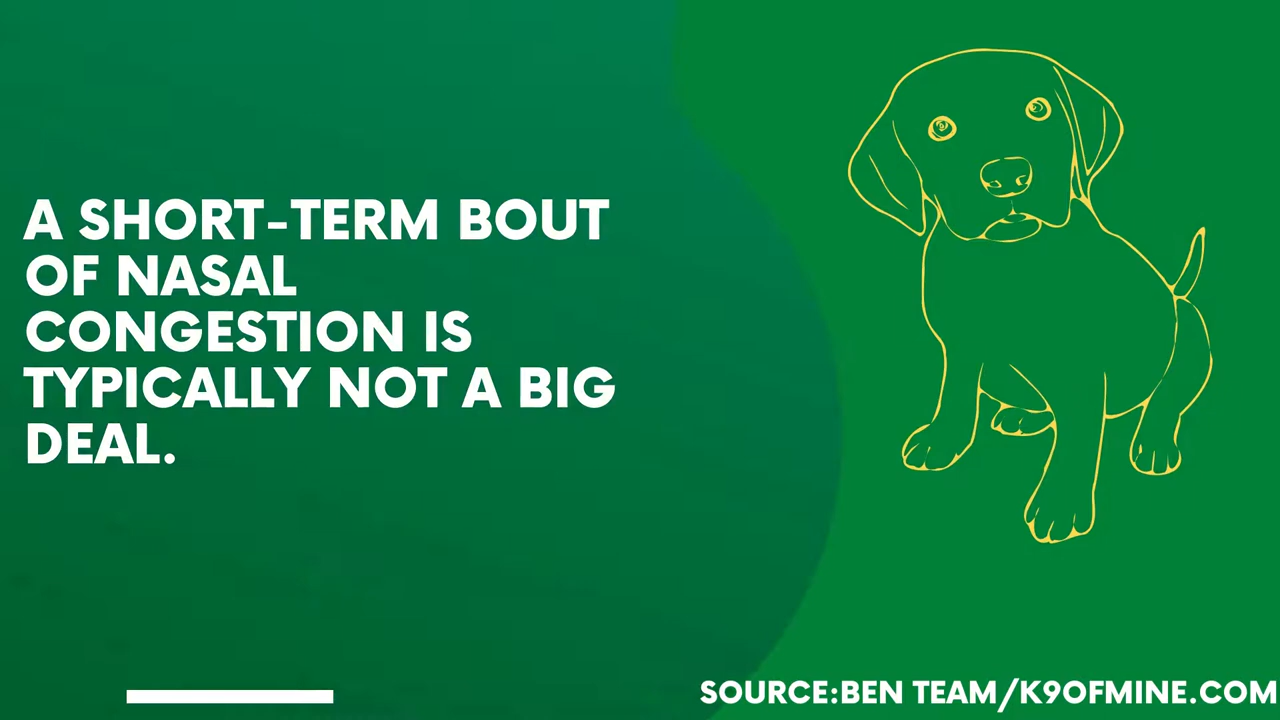 A SHORT-TERM BOUT
OF NASAL
CONGESTION IS
TYPICALLY NOT A BIG
DEAL.
SOURCE:BEN TEAM/K9OFMINE.COM